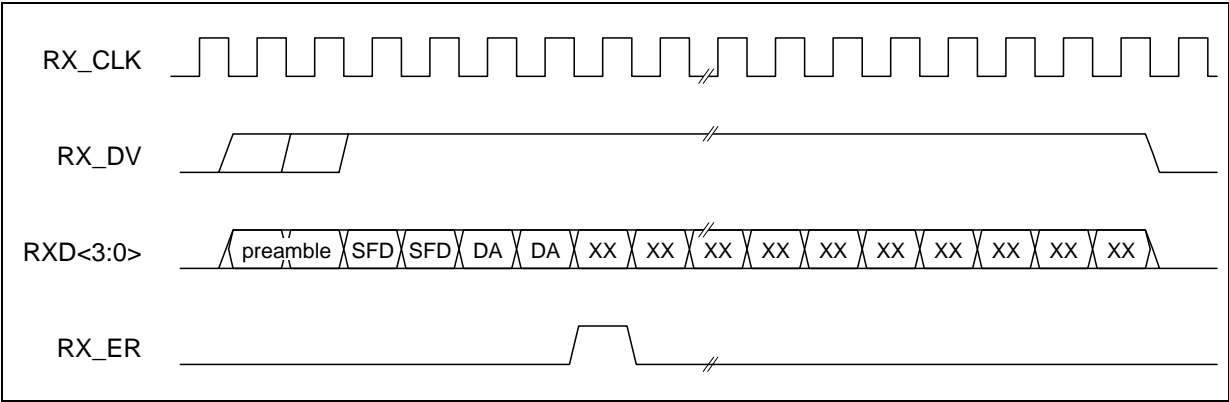 RX_CLK
RX_DV
RXD<3:0> preamble SFD SFD DA DA XX XX XX XX XX XX XX XX XX XX
RX_ER